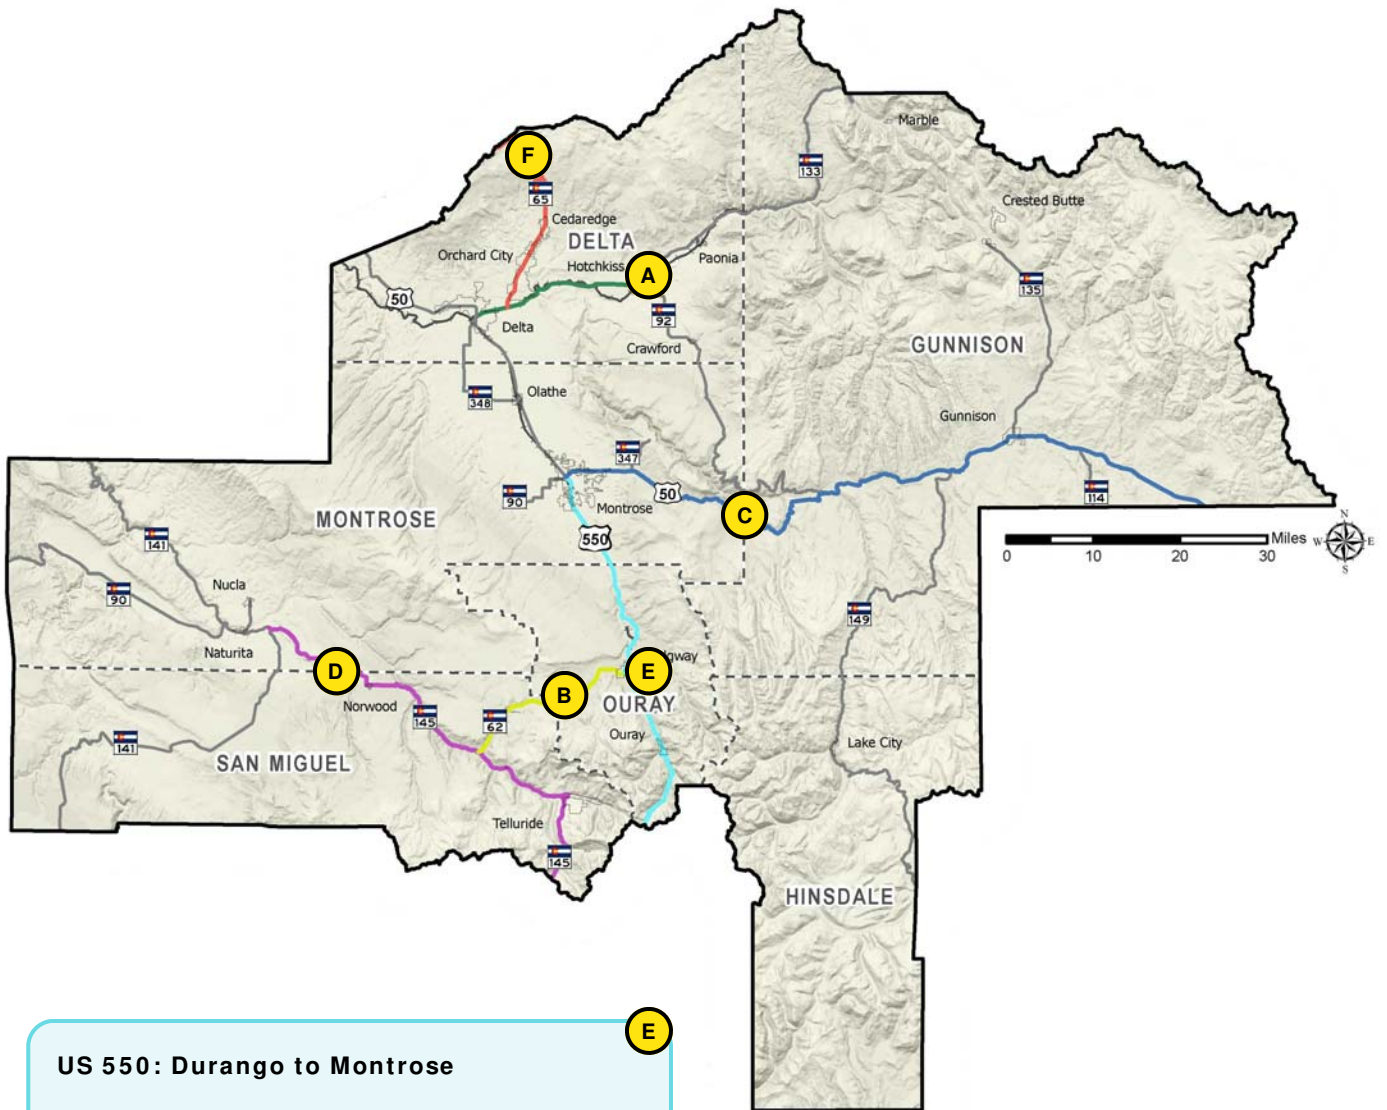 Marble
F
133
65
Crested Butte
Cedaredge
DELTA
Orchard City
Hotchkiss
A
Paonia
135
50
92
Delta
GUNNISON
Crawford
Olathe
348
Gunnison
347
90
50
114
Montrose
C
MONTROSE
550
141
0 10 20 30 Miles
N
W E
S
Nucla
90
149
Naturita
D
E
gway
B
Norwood
OURAY
145
62
Ouray
141
SAN MIGUEL
Lake City
Telluride
145
HINSDALE
E
US 550: Durango to Montrose